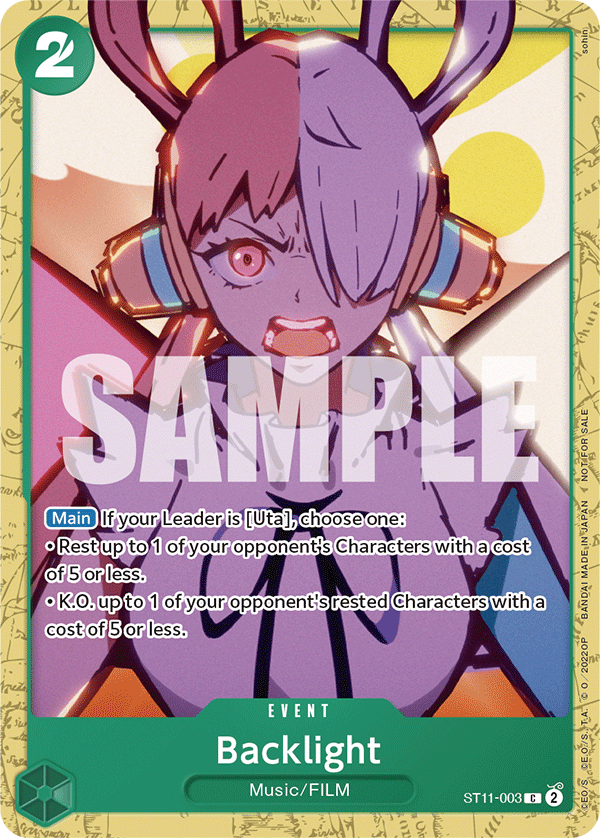 2
sohin
SAMPLE
Main If your Leader is [Uta], choose one:
• Rest up to 1 of your opponent's Characters with a cost
of 5 or less.
• K.O. up to 1 of your opponent's rested Characters with a
cost of 5 or less.
EVENT
Backlight
Music/FILM
ST11-003 C 2
©E.O/S., ©E.O./S.,T.A. © O／2022OP BANDAI MADE IN JAPAN NOT FOR SALE